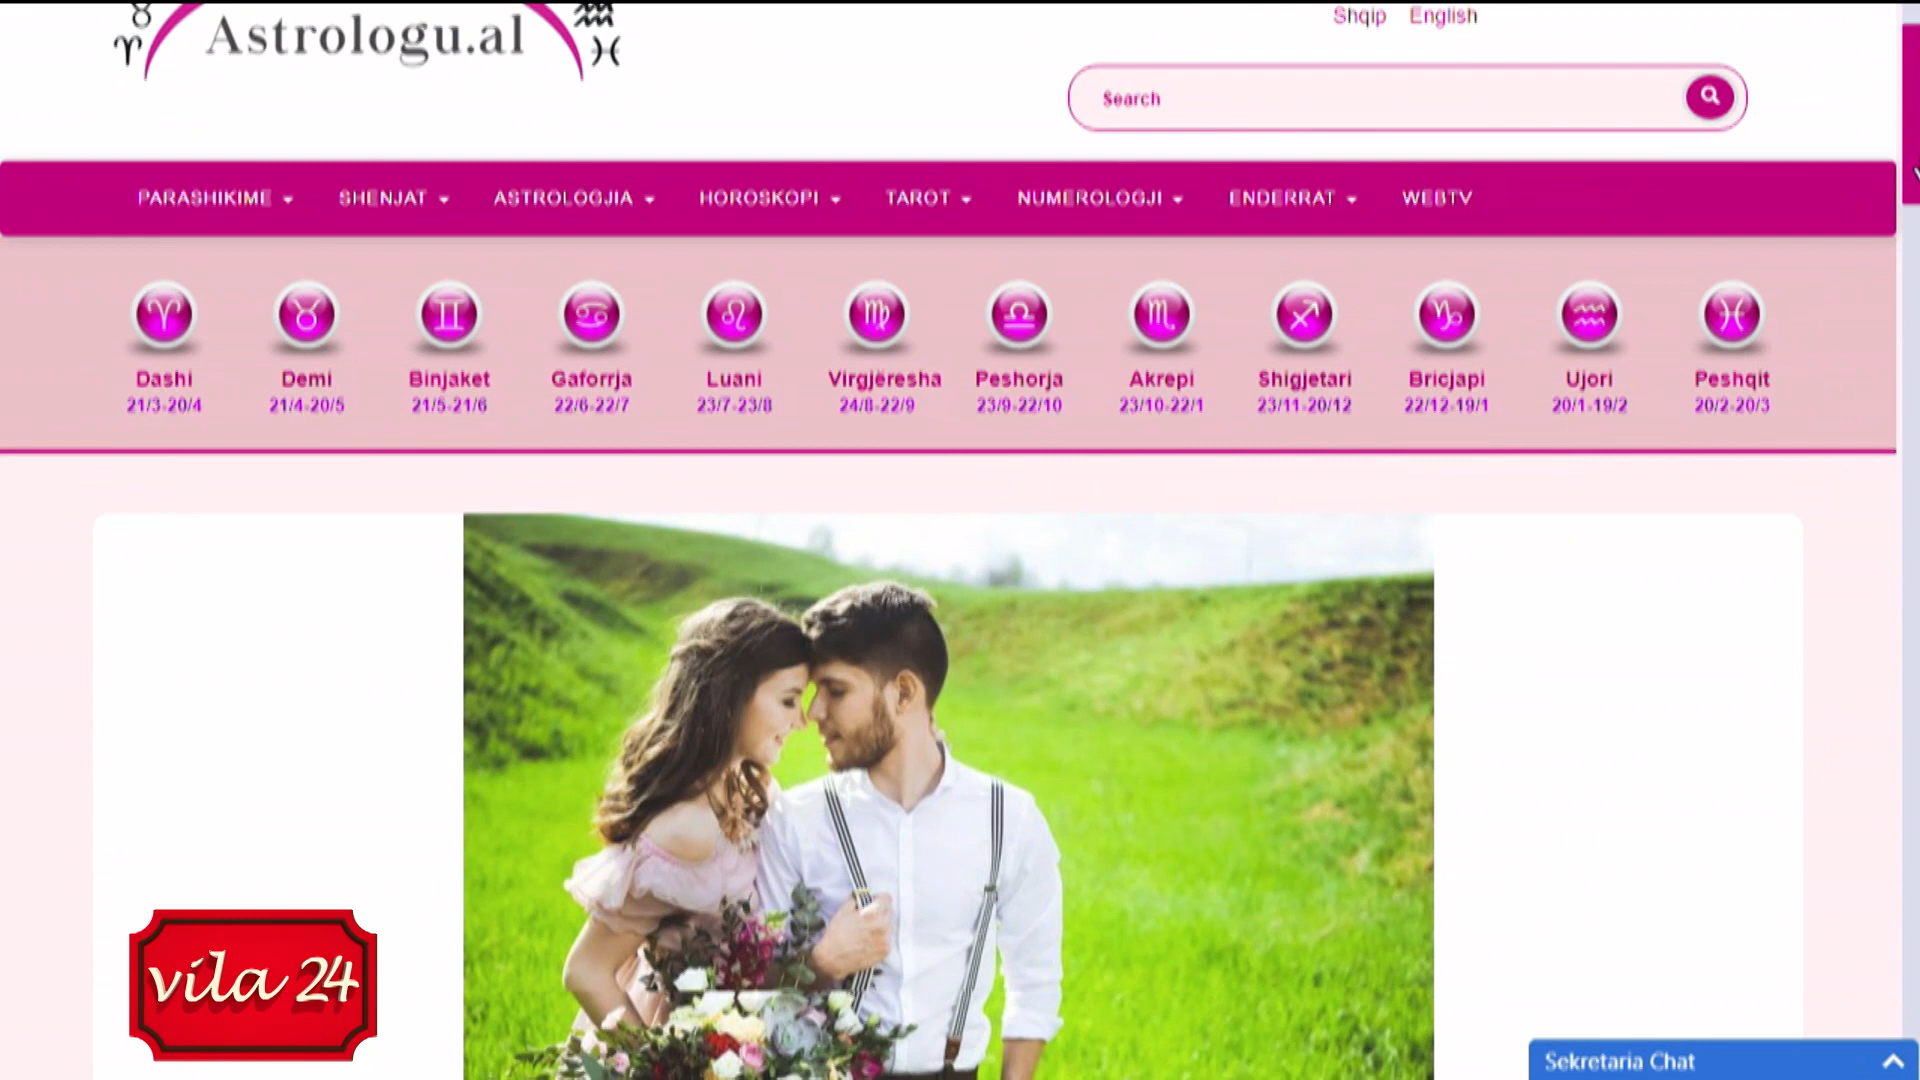 Astrologu.al
Shqip English
Search
PARASHIKIME SHENJAT ASTROLOGJIA HOROSKOPI TAROT NUMEROLOGJI ENDERRAT WEBTV
Dashi Demi Binjaket Gaforrja Luani Virgjëresha Peshorja Akrepi Shigjetari Bricjapi Ujori Peshqit
21/3-20/4 21/4-20/5 21/5-21/6 22/6-22/7 23/7-23/8 24/8-22/9 23/9-22/10 23/10-22/1 23/11-20/12 22/12-19/1 20/1-19/2 20/2-20/3
vila 24
Sekretaria Chat